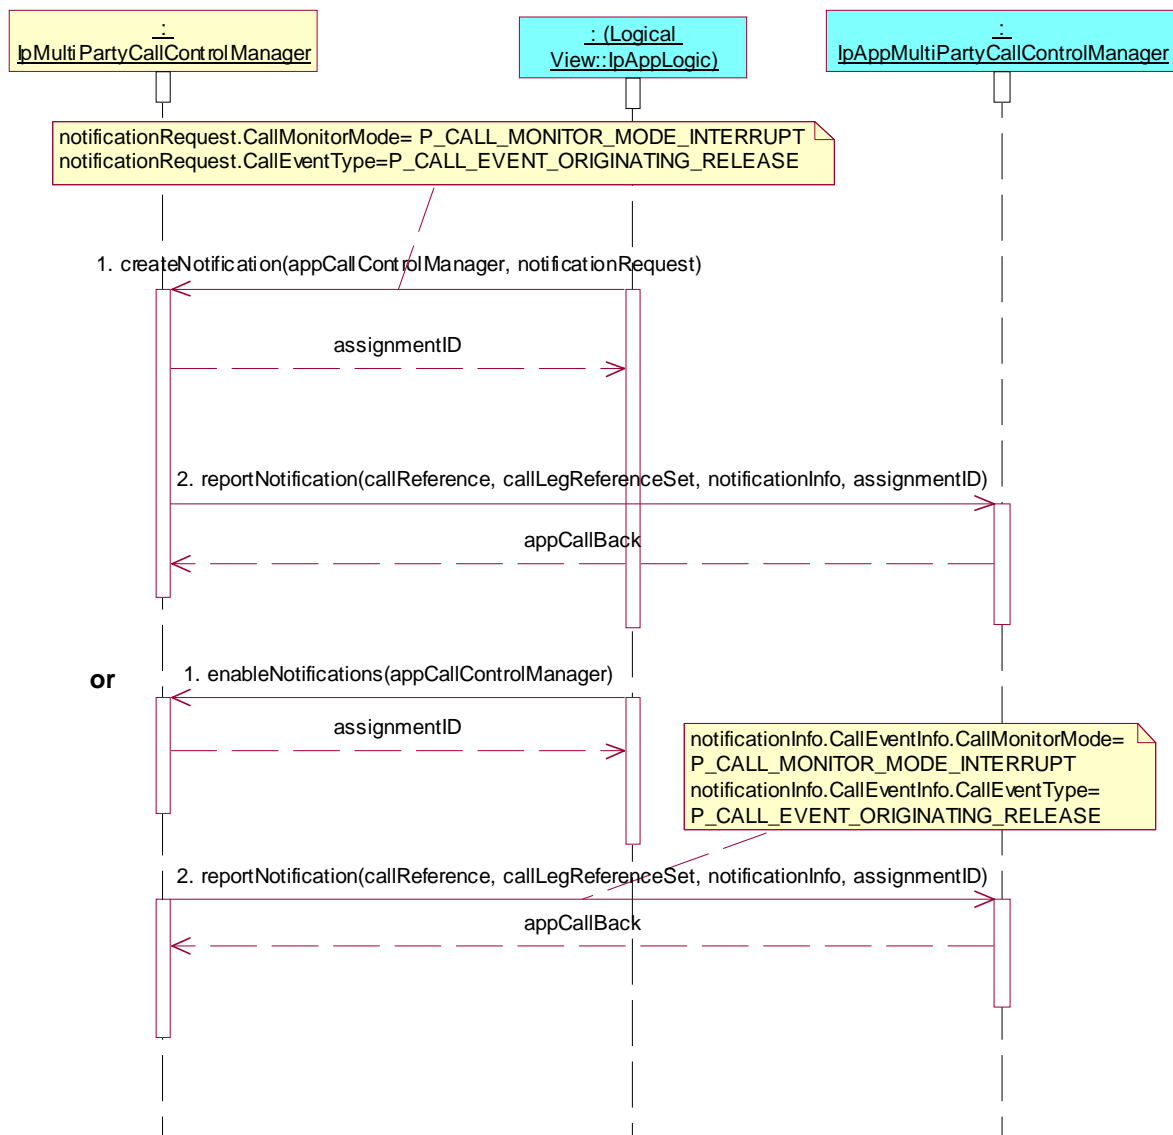 :
IpMultiPartyCallControlManager
: (Logical
View::IpAppLogic)
:
IpAppMultiPartyCallControlManager
notificationRequest.CallMonitorMode= P_CALL_MONITOR_MODE_INTERRUPT
notificationRequest.CallEventType=P_CALL_EVENT_ORIGINATING_RELEASE
1. createNotification(appCallControlManager, notificationRequest)
assignmentID
2. reportNotification(callReference, callLegReferenceSet, notificationInfo, assignmentID)
appCallBack
or
1. enableNotifications(appCallControlManager)
assignmentID
notificationInfo.CallEventInfo.CallMonitorMode=
P_CALL_MONITOR_MODE_INTERRUPT
notificationInfo.CallEventInfo.CallEventType=
P_CALL_EVENT_ORIGINATING_RELEASE
2. reportNotification(callReference, callLegReferenceSet, notificationInfo, assignmentID)
appCallBack